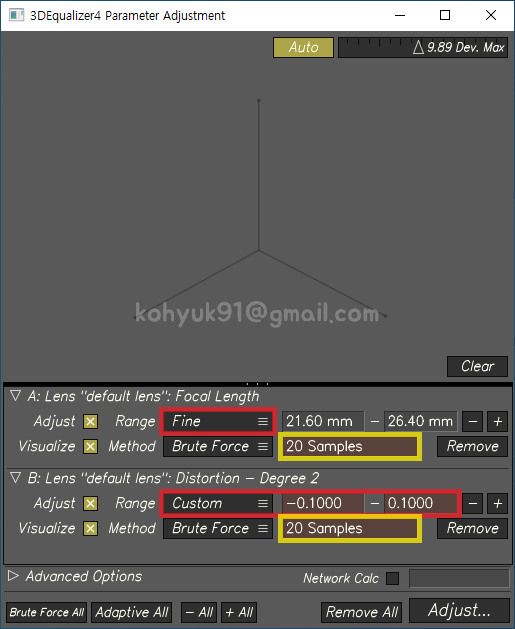 3DEqualizer4 Parameter Adjustment
Auto
9.89 Dev. Max
kohyuk91@gmail.com
Clear
A: Lens "default lens": Focal Length
Adjust Range Fine 21.60 mm – 26.40 mm – +
Visualize Method Brute Force 20 Samples Remove
B: Lens "default lens": Distortion – Degree 2
Adjust Range Custom –0.1000 – 0.1000 – +
Visualize Method Brute Force 20 Samples Remove
Advanced Options Network Calc
Brute Force All Adaptive All – All + All Remove All Adjust...